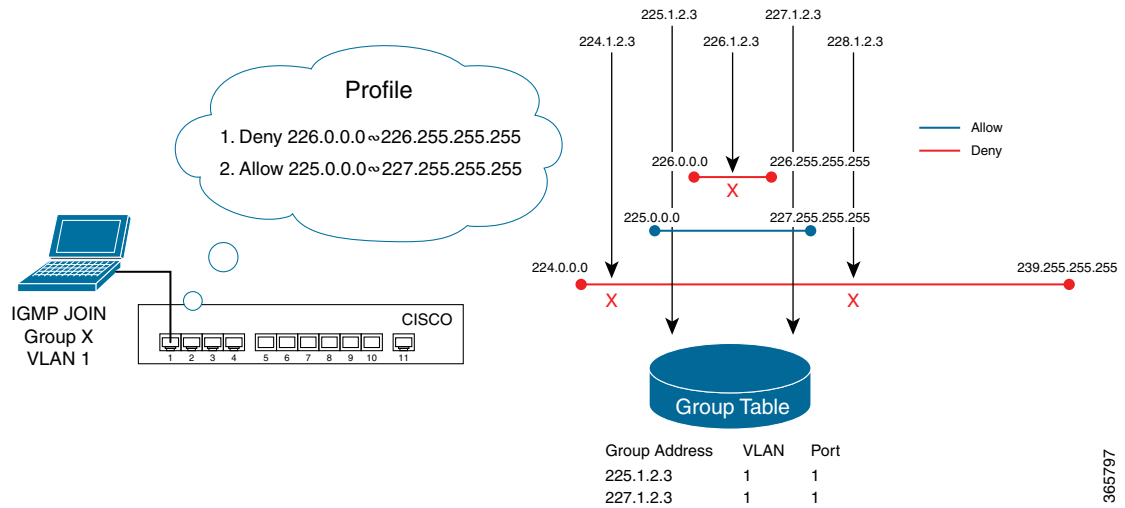 Profile
1. Deny 226.0.0.0∾226.255.255.255
2. Allow 225.0.0.0∾227.255.255.255
IGMP JOIN
Group X
VLAN 1
CISCO
1 2 3 4 5 6 7 8 9 10 11
225.1.2.3 227.1.2.3
224.1.2.3 226.1.2.3 228.1.2.3
Allow
Deny
226.0.0.0 226.255.255.255
X
225.0.0.0 227.255.255.255
224.0.0.0 239.255.255.255
X X
Group Table
Group Address VLAN Port
225.1.2.3 1 1
227.1.2.3 1 1
365797